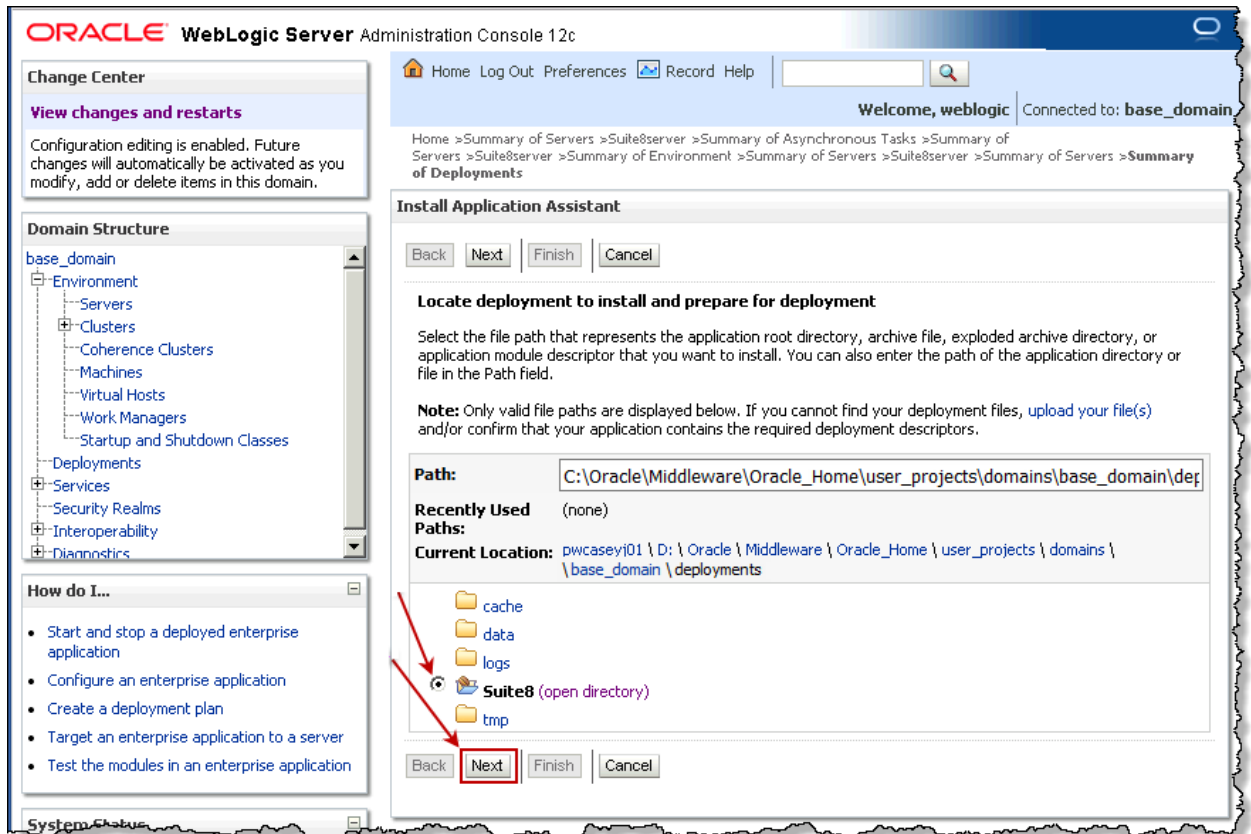 ORACLE WebLogic Server Administration Console 12c
Change Center
View changes and restarts
Configuration editing is enabled. Future
changes will automatically be activated as you
modify, add or delete items in this domain.
Domain Structure
base_domain
Environment
Servers
Clusters
Coherence Clusters
Machines
Virtual Hosts
Work Managers
Startup and Shutdown Classes
Deployments
Services
Security Realms
Interoperability
Diagnostics
How do I...
Start and stop a deployed enterprise
application
Configure an enterprise application
Create a deployment plan
Target an enterprise application to a server
Test the modules in an enterprise application
System Status
Home Log Out Preferences Record Help
Welcome, weblogic Connected to: base_domain
Home >Summary of Servers >Suite8server >Summary of Asynchronous Tasks >Summary of
Servers >Suite8server >Summary of Environment >Summary of Servers >Suite8server >Summary of Servers >Summary
of Deployments
Install Application Assistant
Back Next Finish Cancel
Locate deployment to install and prepare for deployment
Select the file path that represents the application root directory, archive file, exploded archive directory, or
application module descriptor that you want to install. You can also enter the path of the application directory or
file in the Path field.
Note: Only valid file paths are displayed below. If you cannot find your deployment files, upload your file(s)
and/or confirm that your application contains the required deployment descriptors.
Path: C:\Oracle\Middleware\Oracle_Home\user_projects\domains\base_domain\dep
Recently Used (none)
Paths:
Current Location: pwcaseyj01 \ D: \ Oracle \ Middleware \ Oracle_Home \ user_projects \ domains \
\ base_domain \ deployments
cache
data
logs
Suite8 (open directory)
tmp
Back Next Finish Cancel